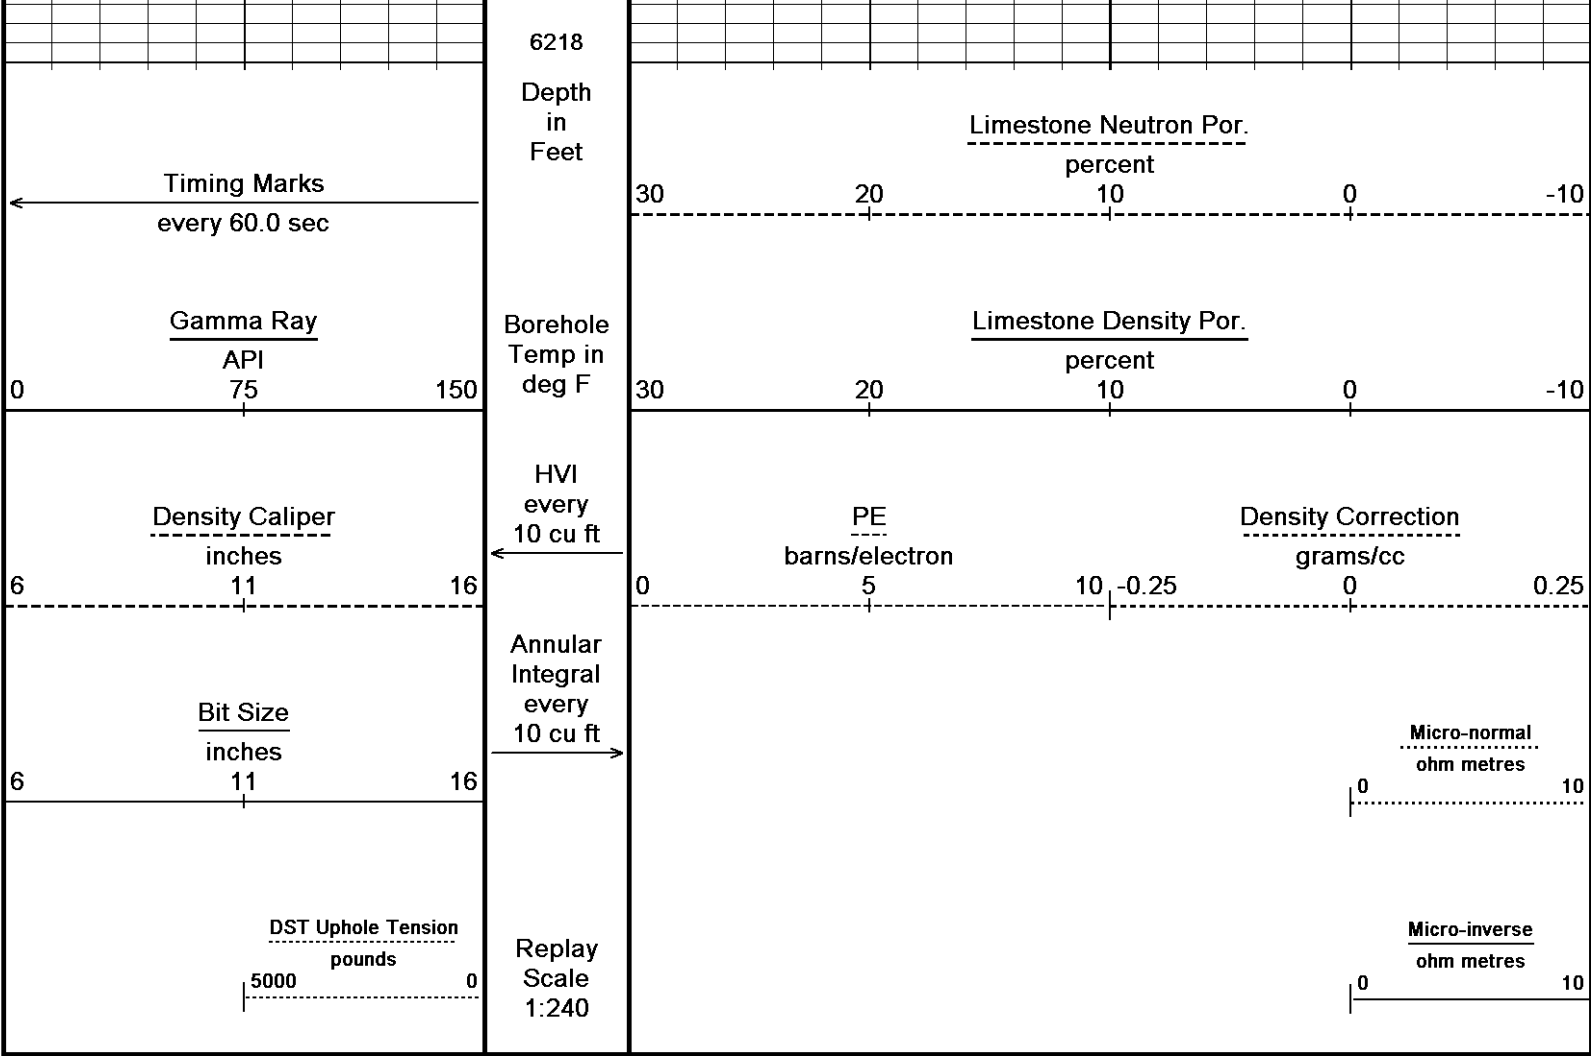 6218
Depth
in
Feet
Timing Marks
every 60.0 sec
Gamma Ray
API
0 75 150
Density Caliper
inches
6 11 16
Bit Size
inches
6 11 16
DST Uphole Tension
pounds
5000 0
Borehole
Temp in
deg F
HVI
every
10 cu ft
Annular
Integral
every
10 cu ft
Replay
Scale
1:240
Limestone Neutron Por.
percent
30 20 10 0 -10
Limestone Density Por.
percent
30 20 10 0 -10
PE
barns/electron
0 5 10
Density Correction
grams/cc
-0.25 0 0.25
Micro-normal
ohm metres
0 10
Micro-inverse
ohm metres
0 10